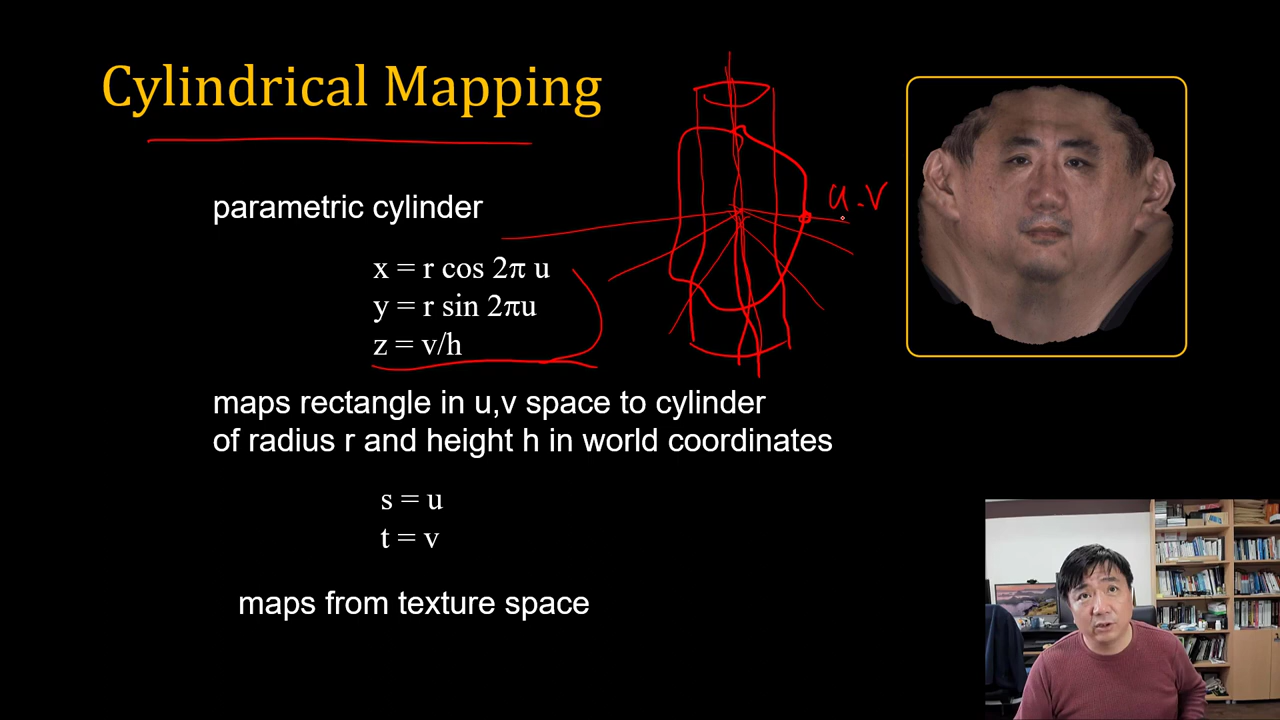 Cylindrical Mapping
parametric cylinder
x = r cos 2π u
y = r sin 2πu
z = v/h
u.v
maps rectangle in u,v space to cylinder
of radius r and height h in world coordinates
s = u
t = v
maps from texture space